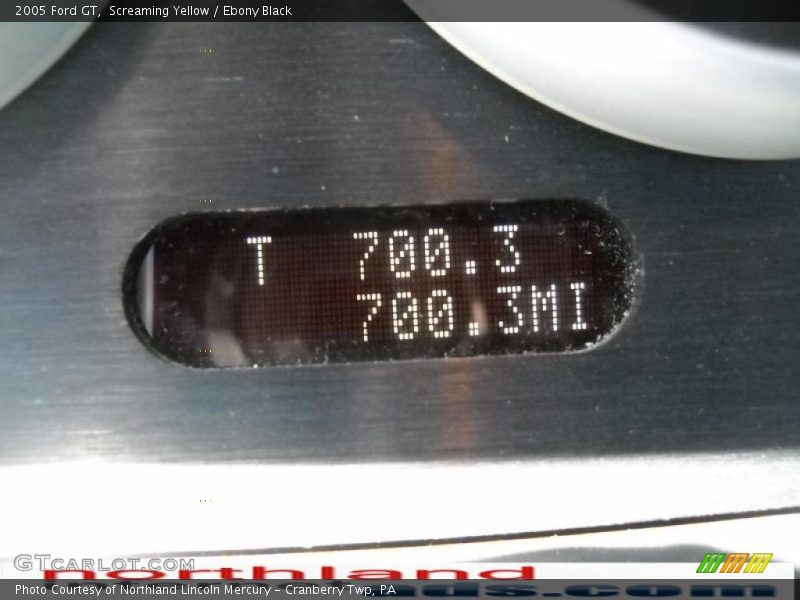 2005 Ford GT, Screaming Yellow / Ebony Black
T 700.3
700.3MI
GTCARLOT.COM
northland
Photo Courtesy of Northland Lincoln Mercury - Cranberry Twp, PA